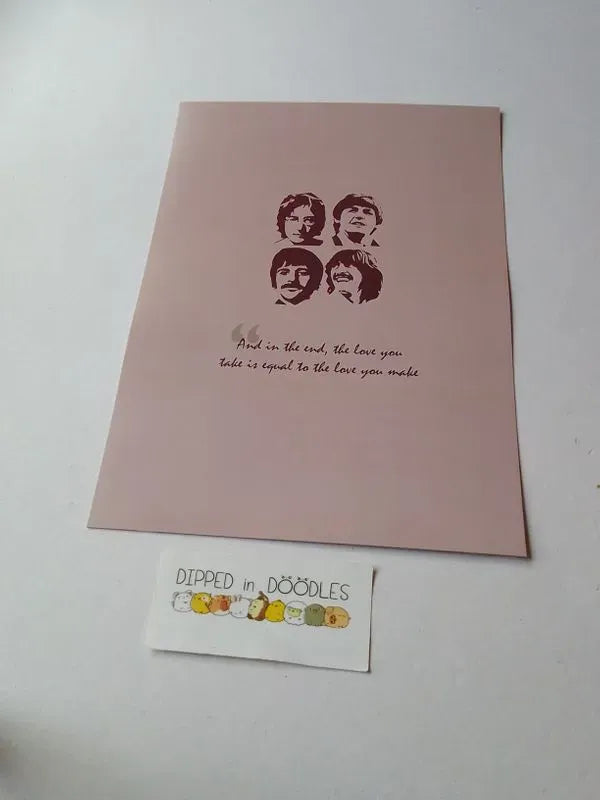 “
And in the end, the love you
take is equal to the love you make
DIPPED in DOODLES